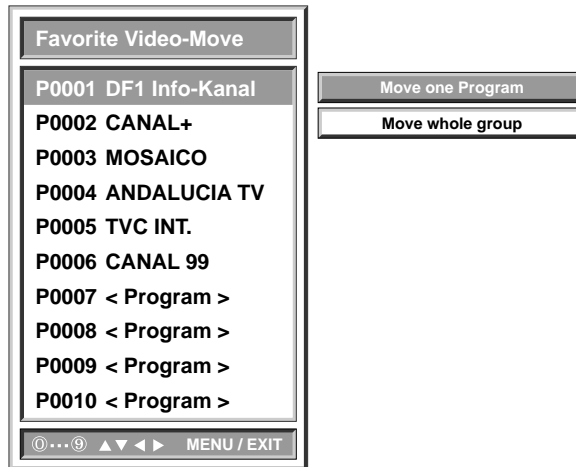 Favorite Video-Move
P0001 DF1 Info-Kanal
P0002 CANAL+
P0003 MOSAICO
P0004 ANDALUCIA TV
P0005 TVC INT.
P0006 CANAL 99
P0007 < Program >
P0008 < Program >
P0009 < Program >
P0010 < Program >
⓪···⑨ ▲▼◄► MENU / EXIT
Move one Program
Move whole group